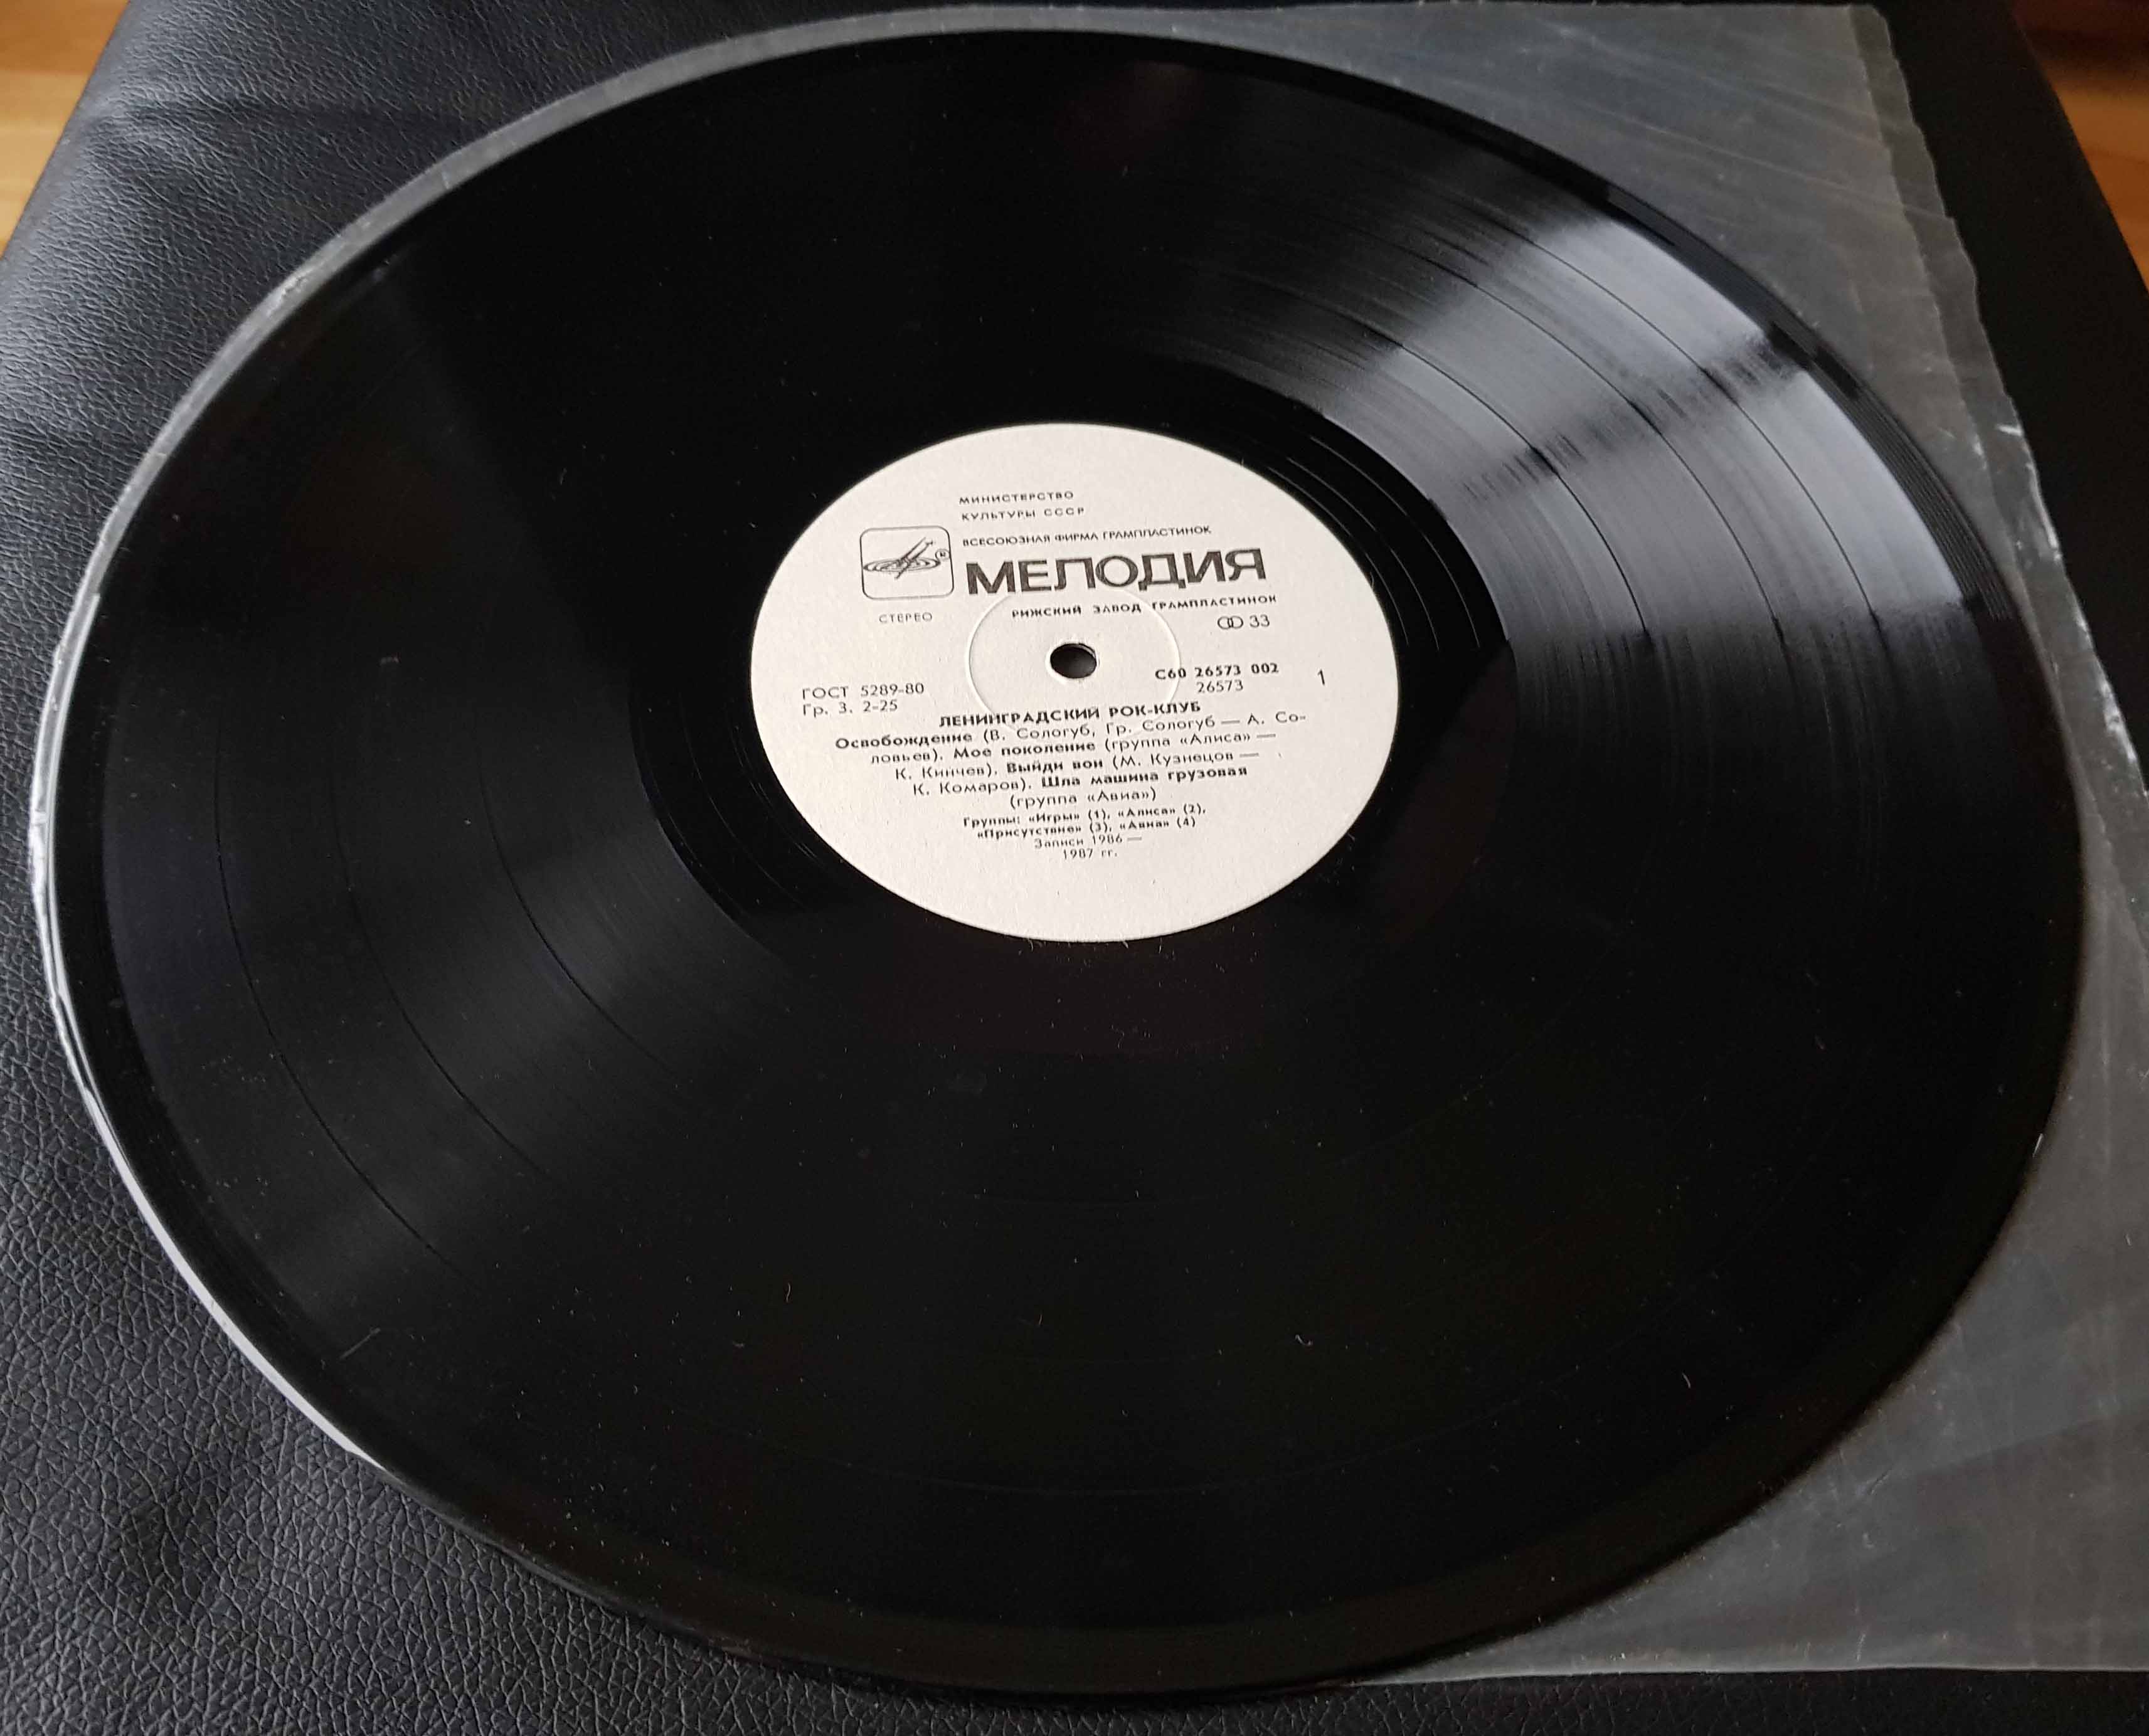 МИНИСТЕРСТВО
КУЛЬТУРЫ СССР
ВСЕСОЮЗНАЯ ФИРМА ГРАМПЛАСТИНОК
МЕЛОДИЯ
РИЖСКИЙ ЗАВОД ГРАМПЛАСТИНОК
СТЕРЕО
33
С60 26573 002
26573
1
ГОСТ 5289-80
Гр. 3. 2-25
ЛЕНИНГРАДСКИЙ РОК-КЛУБ
Освобождение (В. Сологуб, Гр. Сологуб — А. Со-
ловьев). Мое поколение (группа «Алиса» —
К. Кинчев). Выйди вон (М. Кузнецов —
К. Комаров). Шла машина грузовая
(группа «Авиа»)
Группы: «Игры» (1), «Алиса» (2),
«Присутствие» (3), «Авиа» (4)
Записи 1986 —
1987 гг.